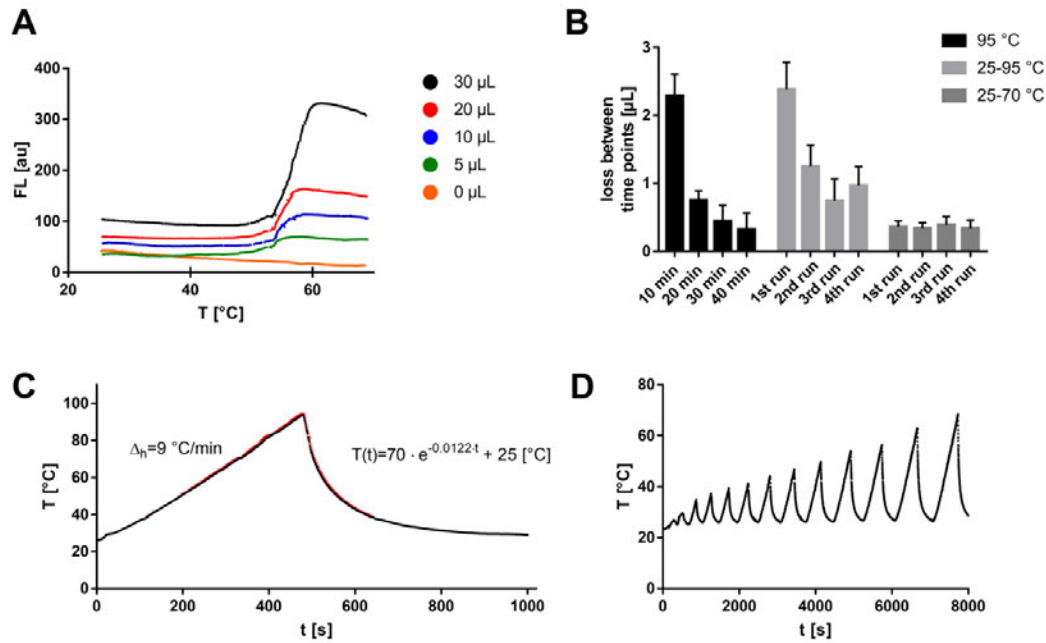 A
FL [au]
400
300
200
100
0
20
40
60
T [°C]
30 µL
20 µL
10 µL
5 µL
0 µL
B
loss between
time points [µL]
3
2
1
0
10 min
20 min
30 min
40 min
1st run
2nd run
3rd run
4th run
1st run
2nd run
3rd run
4th run
95 °C
25-95 °C
25-70 °C
C
T [°C]
100
80
60
40
20
0
Δh=9 °C/min
T(t)=70 · e-0.0122·t + 25 [°C]
0
200
400
600
800
1000
t [s]
D
T [°C]
80
60
40
20
0
0
2000
4000
6000
8000
t [s]